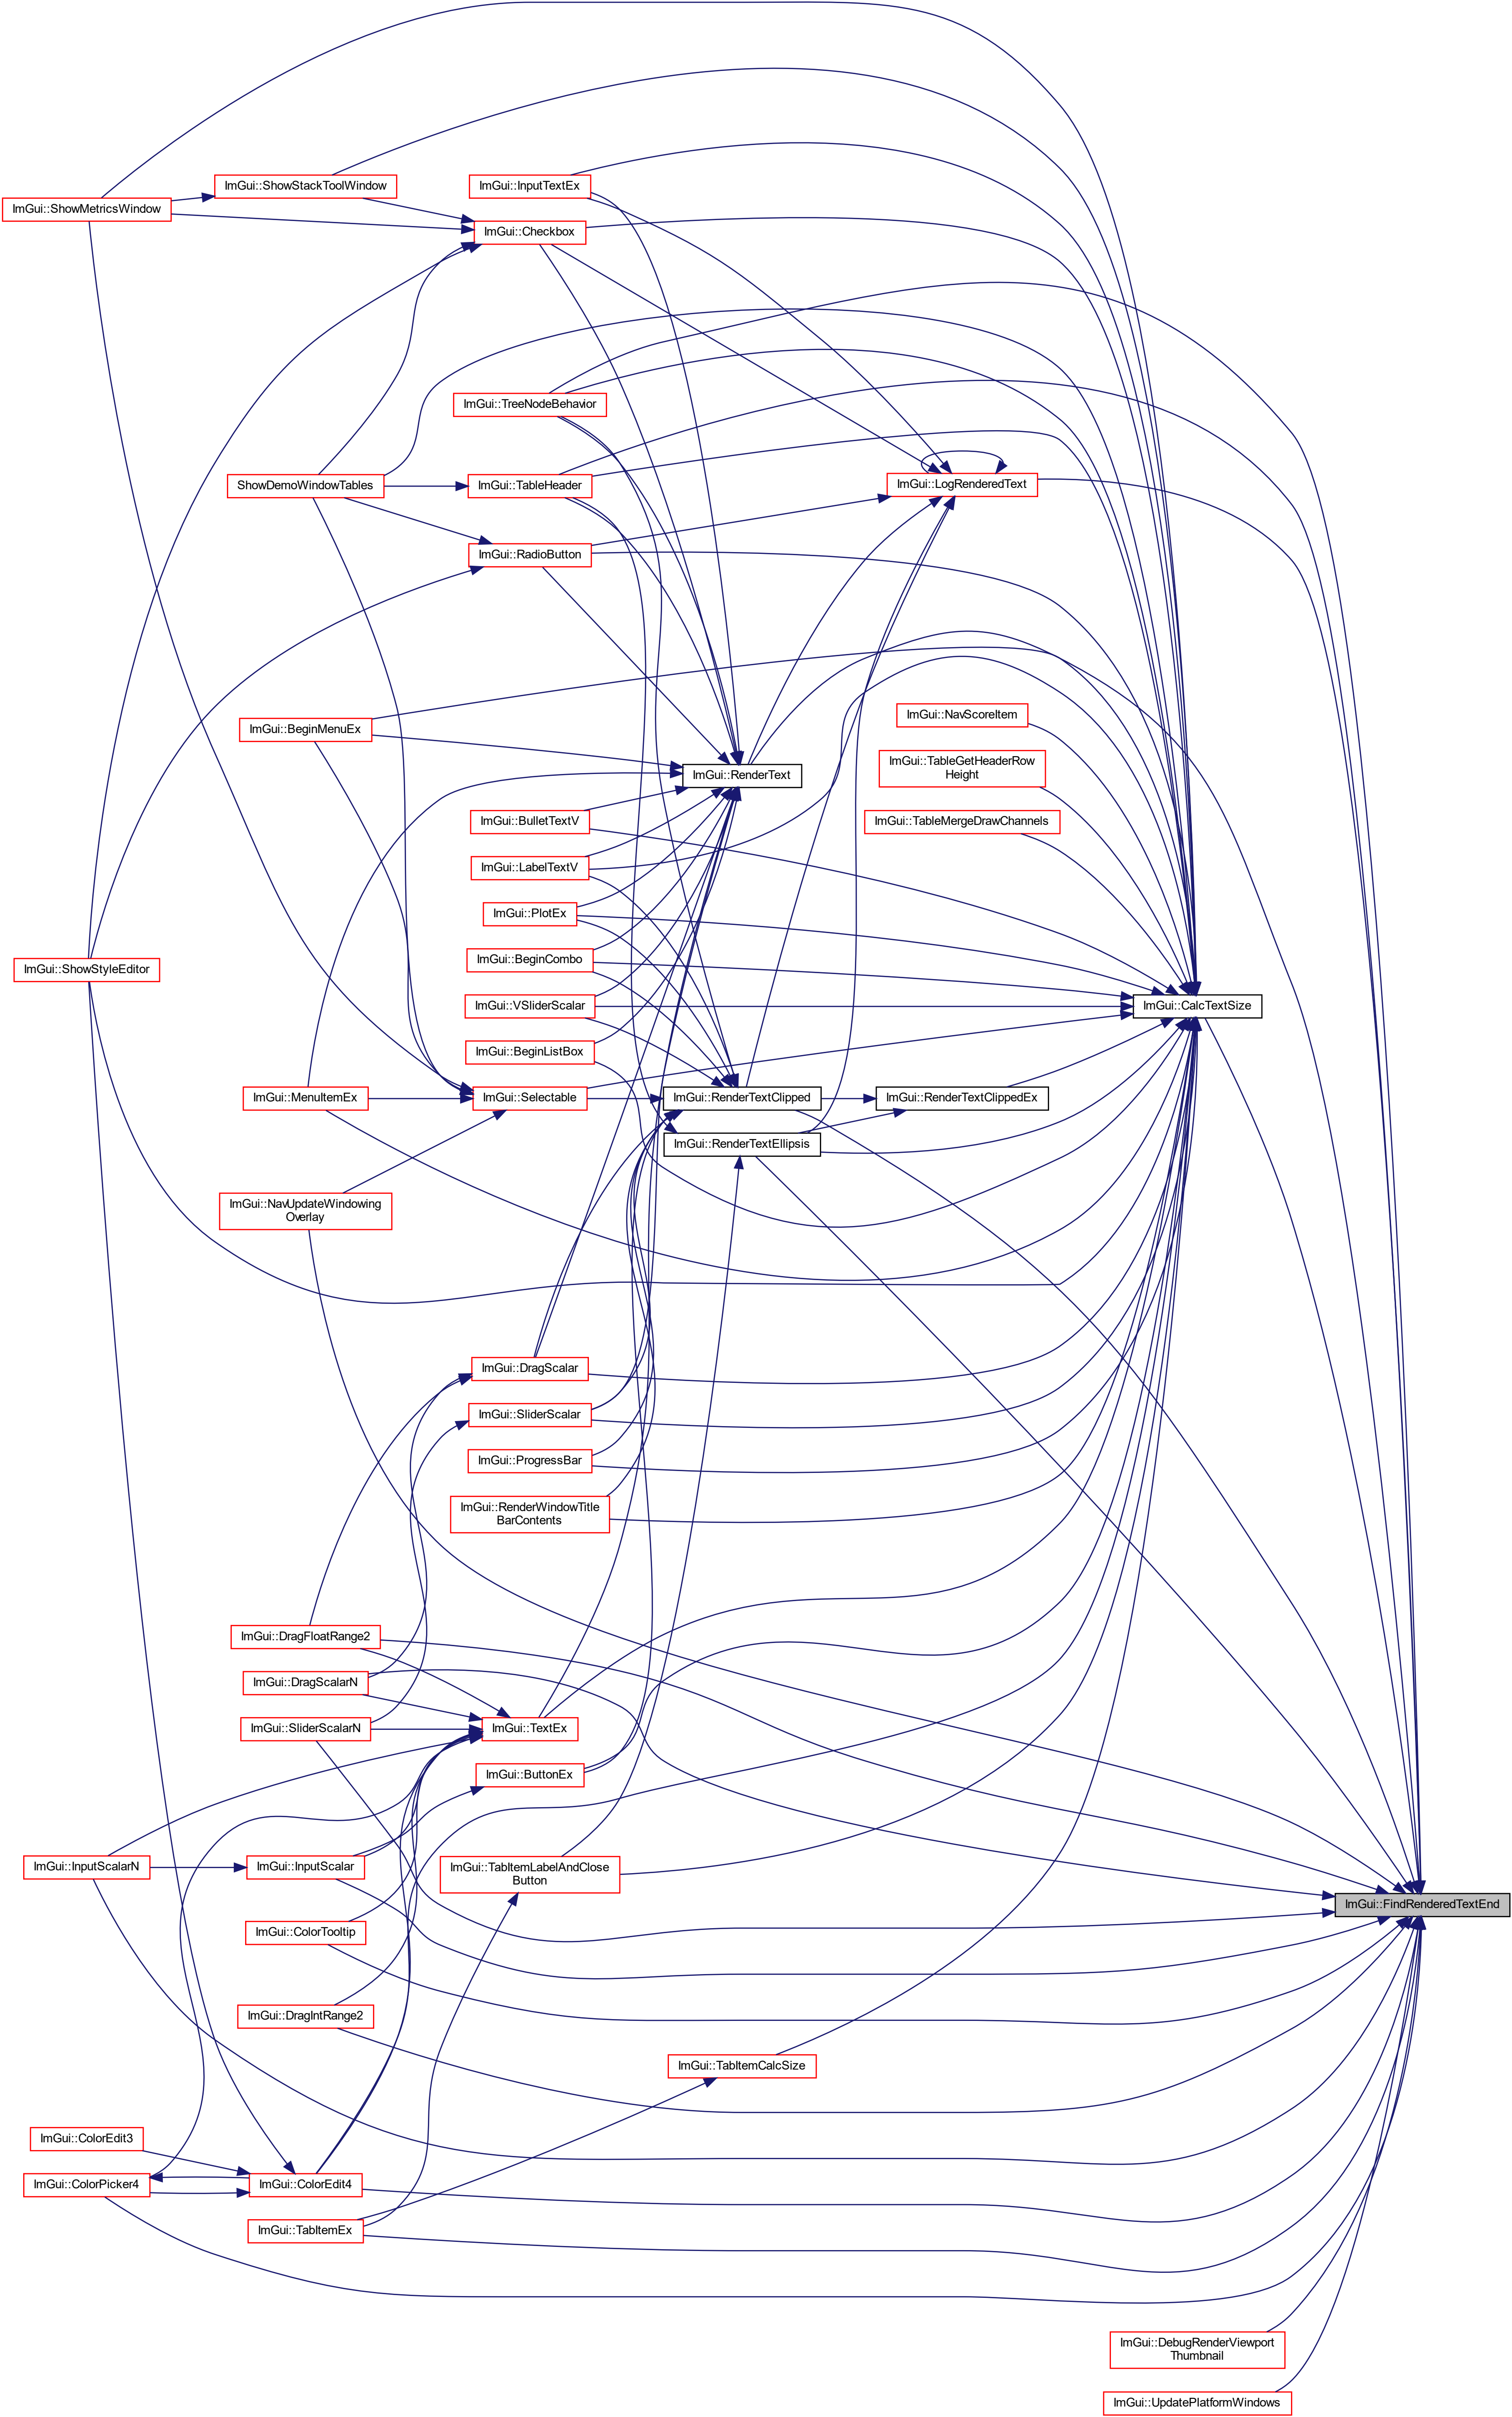 ImGui::ShowStackToolWindow
ImGui::InputTextEx
ImGui::ShowMetricsWindow
ImGui::Checkbox
ImGui::TreeNodeBehavior
ShowDemoWindowTables
ImGui::TableHeader
ImGui::LogRenderedText
ImGui::RadioButton
ImGui::NavScoreItem
ImGui::BeginMenuEx
ImGui::TableGetHeaderRow
Height
ImGui::RenderText
ImGui::BulletTextV
ImGui::TableMergeDrawChannels
ImGui::LabelTextV
ImGui::PlotEx
ImGui::BeginCombo
ImGui::ShowStyleEditor
ImGui::VSliderScalar
ImGui::CalcTextSize
ImGui::BeginListBox
ImGui::MenuItemEx
ImGui::Selectable
ImGui::RenderTextClipped
ImGui::RenderTextClippedEx
ImGui::RenderTextEllipsis
ImGui::NavUpdateWindowing
Overlay
ImGui::DragScalar
ImGui::SliderScalar
ImGui::ProgressBar
ImGui::RenderWindowTitle
BarContents
ImGui::DragFloatRange2
ImGui::DragScalarN
ImGui::SliderScalarN
ImGui::TextEx
ImGui::ButtonEx
ImGui::InputScalarN
ImGui::InputScalar
ImGui::TabItemLabelAndClose
Button
ImGui::FindRenderedTextEnd
ImGui::ColorTooltip
ImGui::DragIntRange2
ImGui::TabItemCalcSize
ImGui::ColorEdit3
ImGui::ColorPicker4
ImGui::ColorEdit4
ImGui::TabItemEx
ImGui::DebugRenderViewport
Thumbnail
ImGui::UpdatePlatformWindows